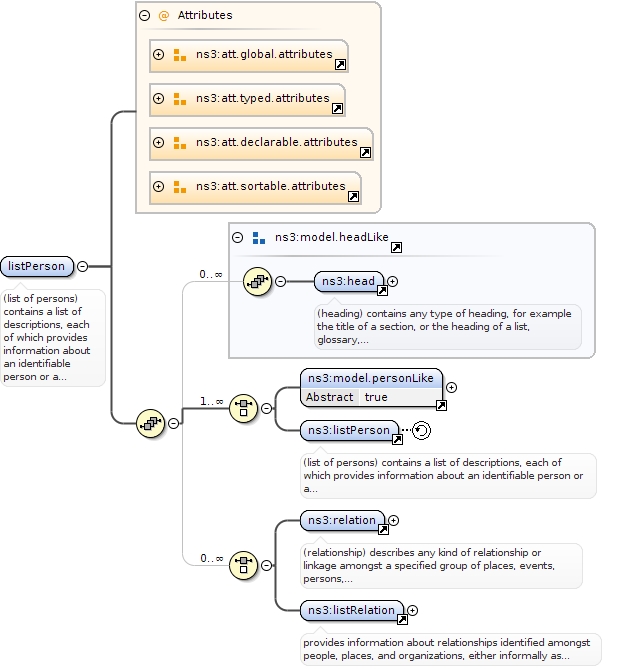 @ Attributes
ns3:att.global.attributes
ns3:att.typed.attributes
ns3:att.declarable.attributes
ns3:att.sortable.attributes
listPerson
(list of persons)
contains a list of
descriptions, each
of which provides
information about
an identifiable
person or a...
ns3:model.headLike
0..∞
ns3:head
(heading) contains any type of heading, for example
the title of a section, or the heading of a list,
glossary,...
1..∞
ns3:model.personLike
Abstract true
ns3:listPerson
(list of persons) contains a list of descriptions, each of
which provides information about an identifiable person or
a...
0..∞
ns3:relation
(relationship) describes any kind of relationship or
linkage amongst a specified group of places, events,
persons,...
ns3:listRelation
provides information about relationships identified amongst
people, places, and organizations, either informally as...